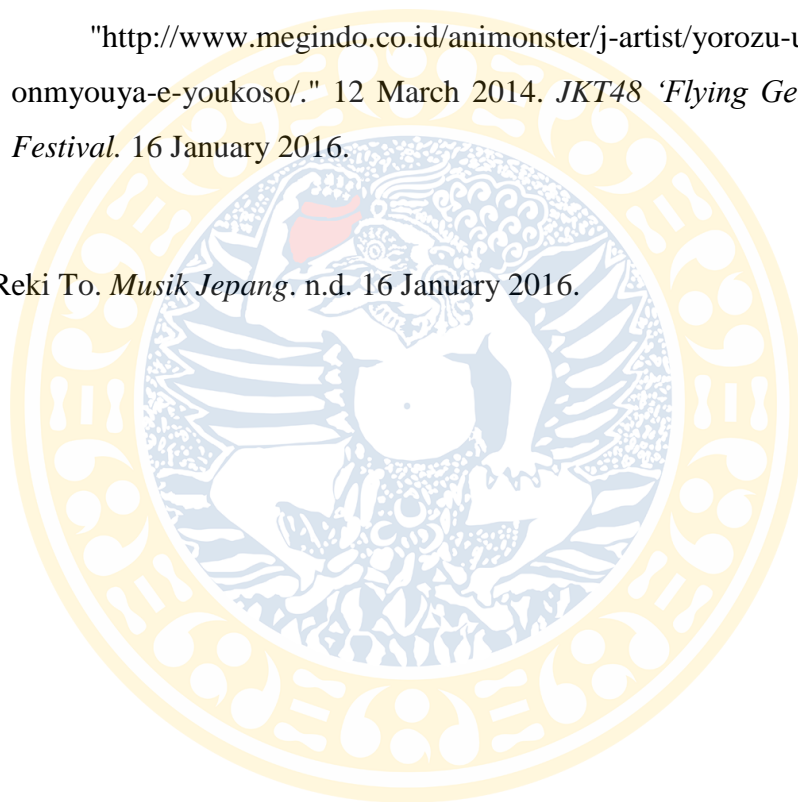 "http://www.megindo.co.id/animonster/j-artist/yorozu-u
onmyouya-e-youkoso/." 12 March 2014. JKT48 ‘Flying Ge
Festival. 16 January 2016.
Reki To. Musik Jepang. n.d. 16 January 2016.